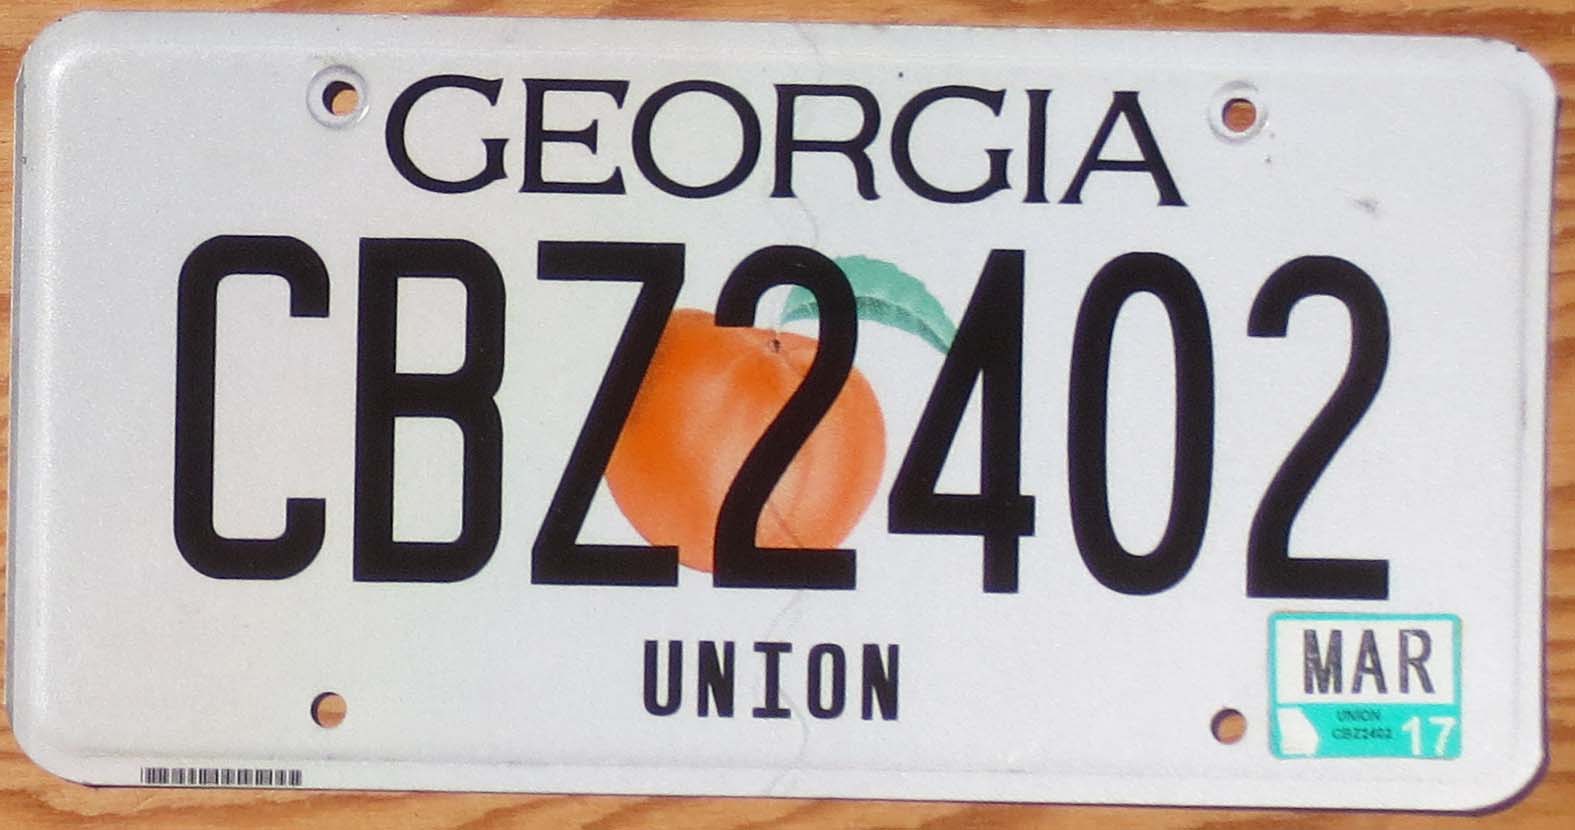 GEORGIA
CBZ2402
UNION
MAR
UNION
CBZ2402
17